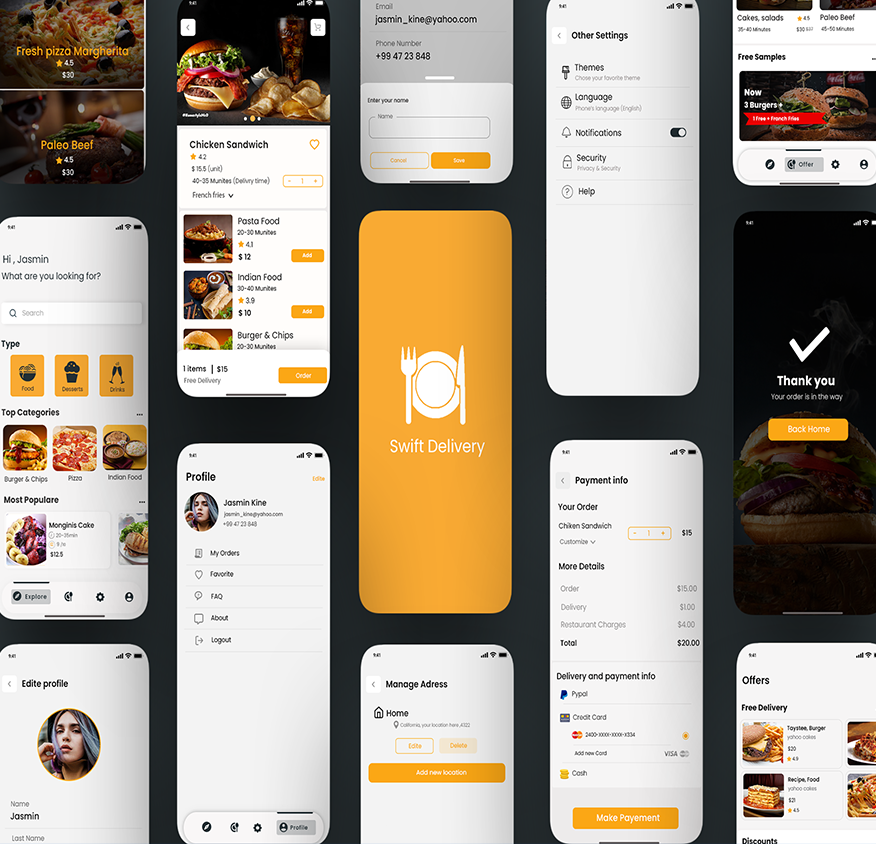 Fresh pizza Margherita
4.5
$30
Paleo Beef
4.5
$30
9:41
Hi , Jasmin
What are you looking for?
Search
Type
Food
Desserts
Drinks
Top Categories
...
Burger & Chips
Pizza
Indian Food
Most Populare
...
Monginis Cake
20-25min
$12.5
Explore
9:41
Edite profile
Name
Jasmin
Last Name
9:41
Chicken Sandwich
4.2
$ 15.5 (unit)
40-35 Munites (Delivry time)
- 1 +
French fries
Pasta Food
20-30 Munites
4.1
$ 12
Add
Indian Food
30-40 Munites
3.9
$ 10
Add
Burger & Chips
20-30 Munites
1 items | $15
Free Delivery
Order
9:41
Profile
Edite
Jasmin Kine
jasmin_kine@yahoo.com
+99 47 23 848
My Orders
Favorite
FAQ
About
Logout
Profile
Email
jasmin_kine@yahoo.com
Phone Number
+99 47 23 848
Enter your name
Name
Cancel
Save
Swift Delivery
9:41
Manage Adress
Home
California, your location here ,A322
Edite
Delete
Add new location
9:41
Other Settings
Themes
Chose your favorite theme
Language
Phone's language (English)
Notifications
Security
Privacy & Security
Help
9:41
Payment info
Your Order
Chiken Sandwich
- 1 +
$15
Customize
More Details
Order $15.00
Delivery $1.00
Restaurant Charges $4.00
Total $20.00
Delivery and payment info
Pypal
Credit Card
2400-XXXX-XXXX-X334
Add new Card
VISA
Cash
Make Payement
Cakes, salads
4.5
35-40 Minutes
$30
Paleo Beef
45-50 Minutes
Free Samples
Now
3 Burgers +
1 Free + Franch Fries
Offer
9:41
Thank you
Your order is in the way
Back Home
9:41
Offers
Free Delivery
Taystee, Burger
yahoo cakes
$20
4.9
Recipe, Food
yahoo cakes
$21
4.5
Discounts